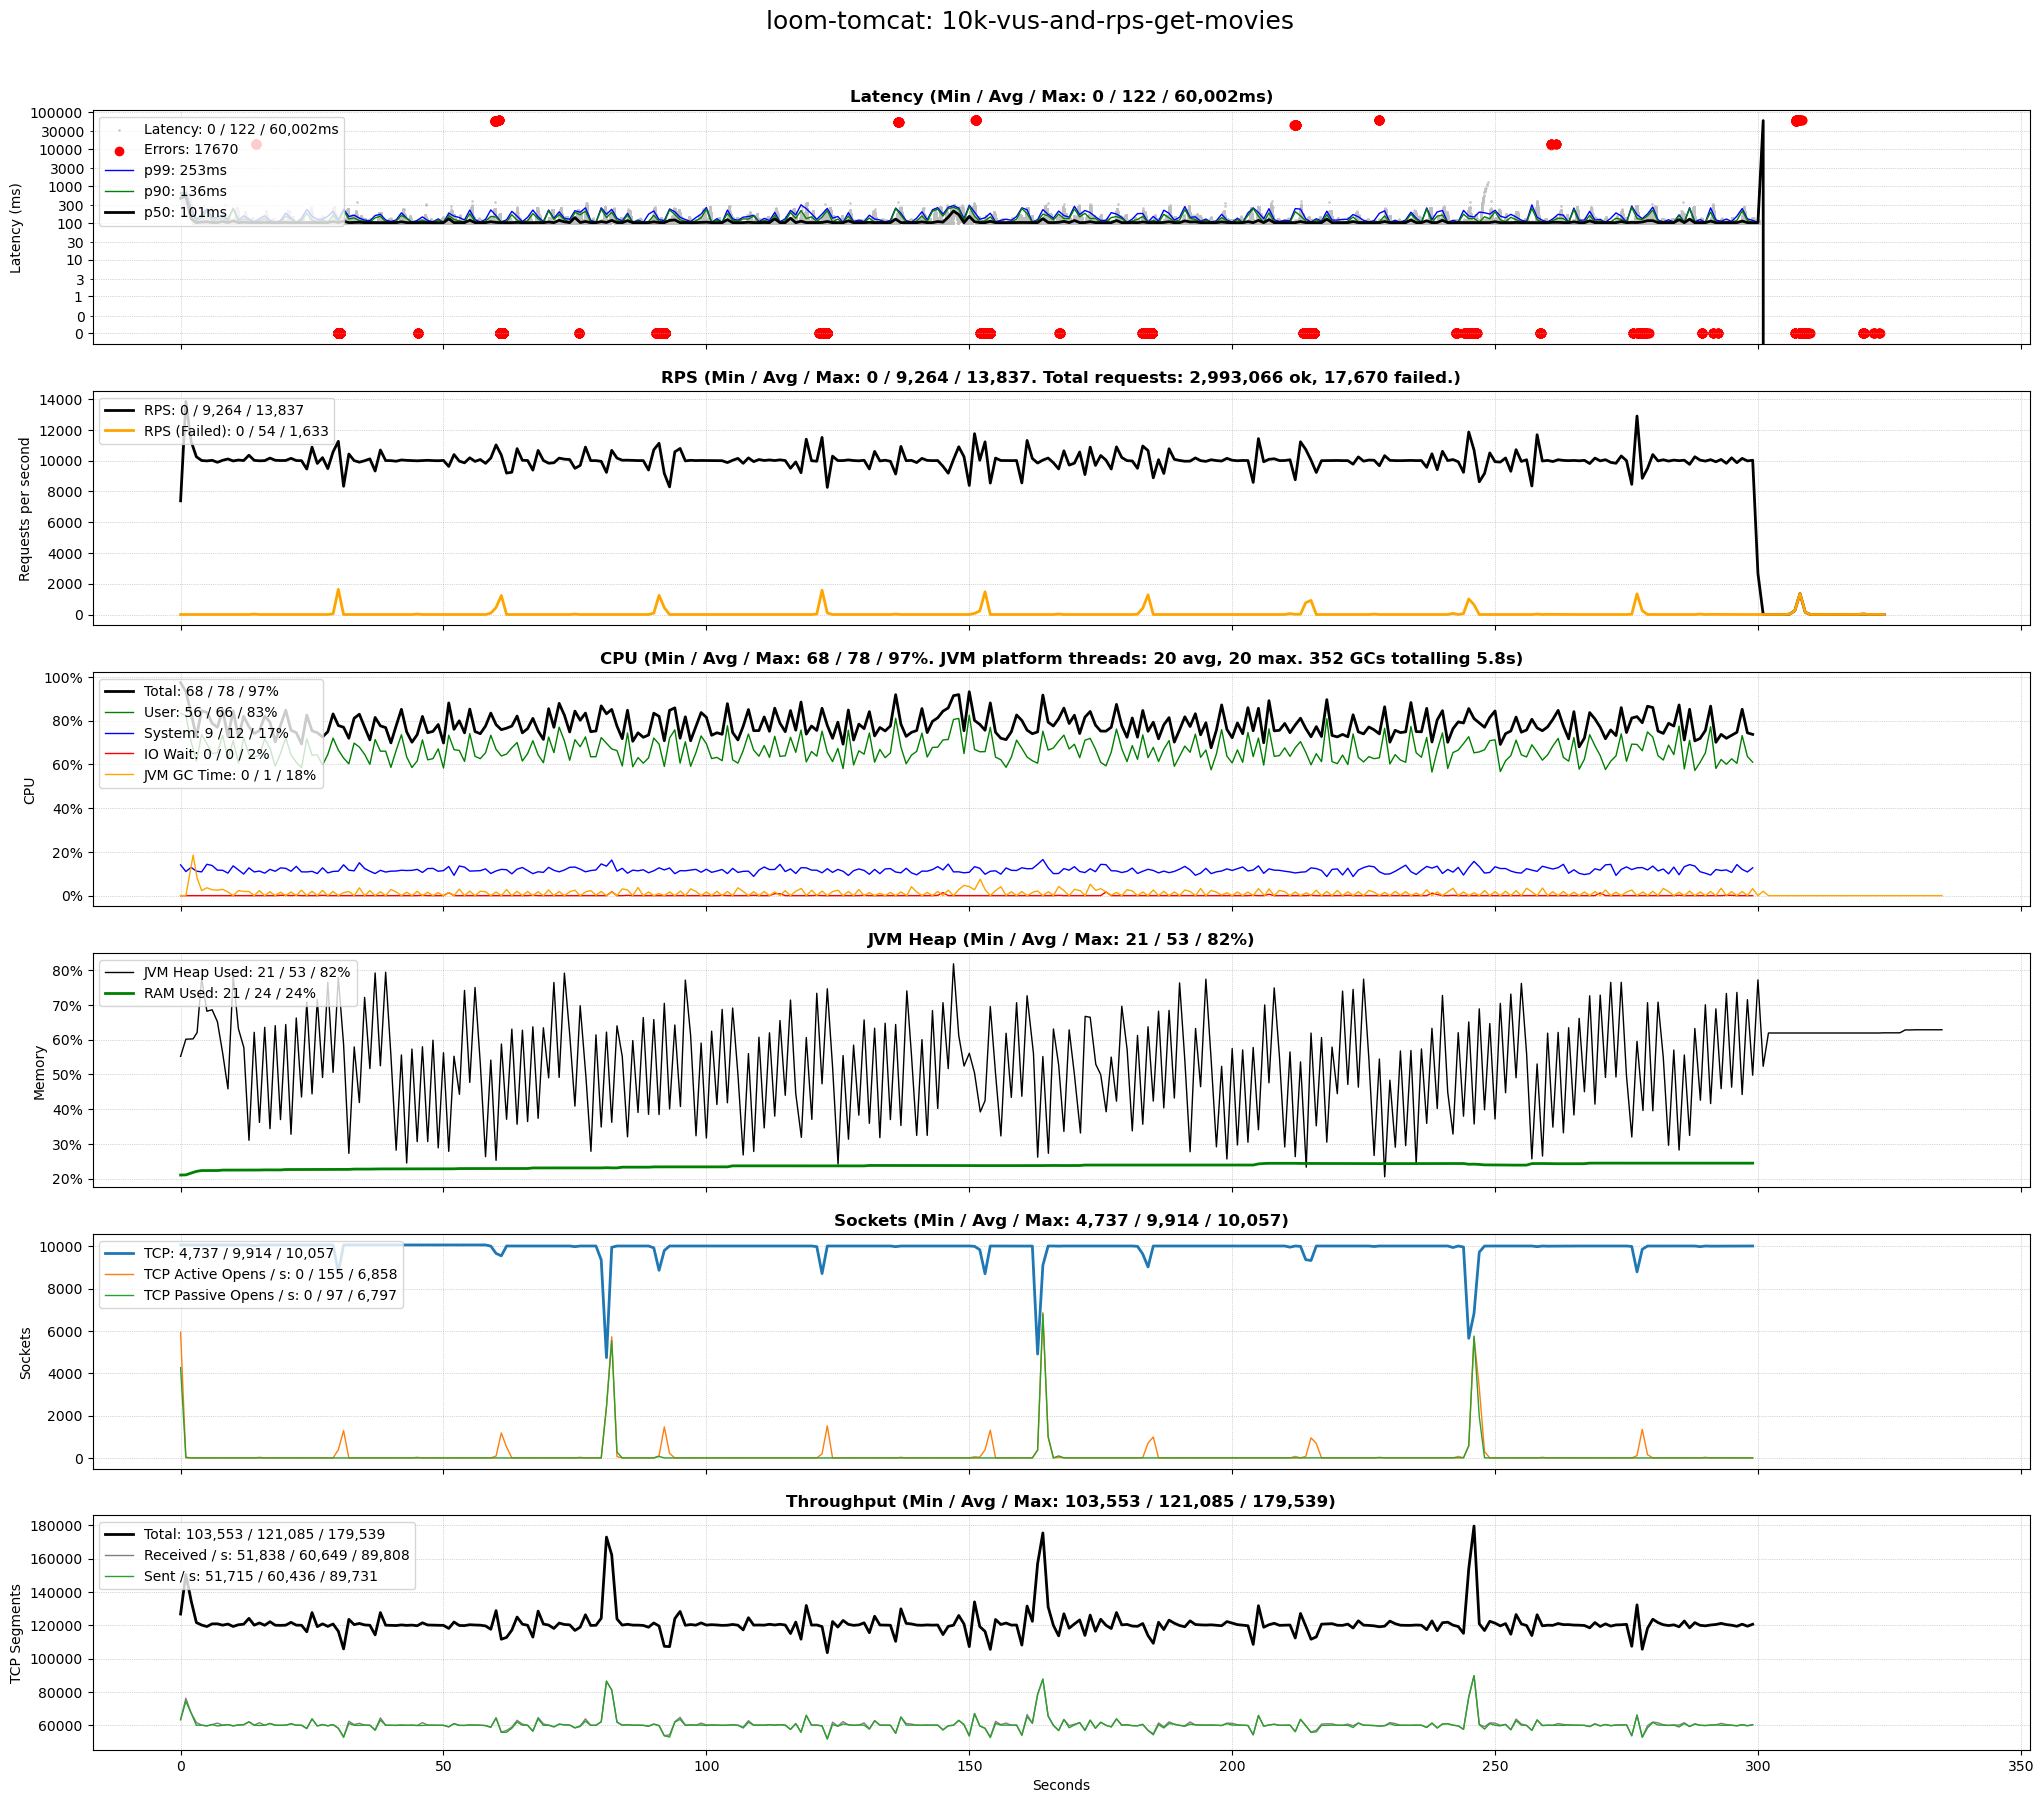 loom-tomcat: 10k-vus-and-rps-get-movies
Latency (Min / Avg / Max: 0 / 122 / 60,002ms)
Latency (ms)
100000
30000
10000
3000
1000
300
100
30
10
3
1
0
0
Latency: 0 / 122 / 60,002ms
Errors: 17670
p99: 253ms
p90: 136ms
p50: 101ms
RPS (Min / Avg / Max: 0 / 9,264 / 13,837. Total requests: 2,993,066 ok, 17,670 failed.)
Requests per second
14000
12000
10000
8000
6000
4000
2000
0
RPS: 0 / 9,264 / 13,837
RPS (Failed): 0 / 54 / 1,633
CPU (Min / Avg / Max: 68 / 78 / 97%. JVM platform threads: 20 avg, 20 max. 352 GCs totalling 5.8s)
CPU
100%
80%
60%
40%
20%
0%
Total: 68 / 78 / 97%
User: 56 / 66 / 83%
System: 9 / 12 / 17%
IO Wait: 0 / 0 / 2%
JVM GC Time: 0 / 1 / 18%
JVM Heap (Min / Avg / Max: 21 / 53 / 82%)
Memory
80%
70%
60%
50%
40%
30%
20%
JVM Heap Used: 21 / 53 / 82%
RAM Used: 21 / 24 / 24%
Sockets (Min / Avg / Max: 4,737 / 9,914 / 10,057)
Sockets
10000
8000
6000
4000
2000
0
TCP: 4,737 / 9,914 / 10,057
TCP Active Opens / s: 0 / 155 / 6,858
TCP Passive Opens / s: 0 / 97 / 6,797
Throughput (Min / Avg / Max: 103,553 / 121,085 / 179,539)
TCP Segments
180000
160000
140000
120000
100000
80000
60000
Total: 103,553 / 121,085 / 179,539
Received / s: 51,838 / 60,649 / 89,808
Sent / s: 51,715 / 60,436 / 89,731
0
50
100
150
200
250
300
350
Seconds